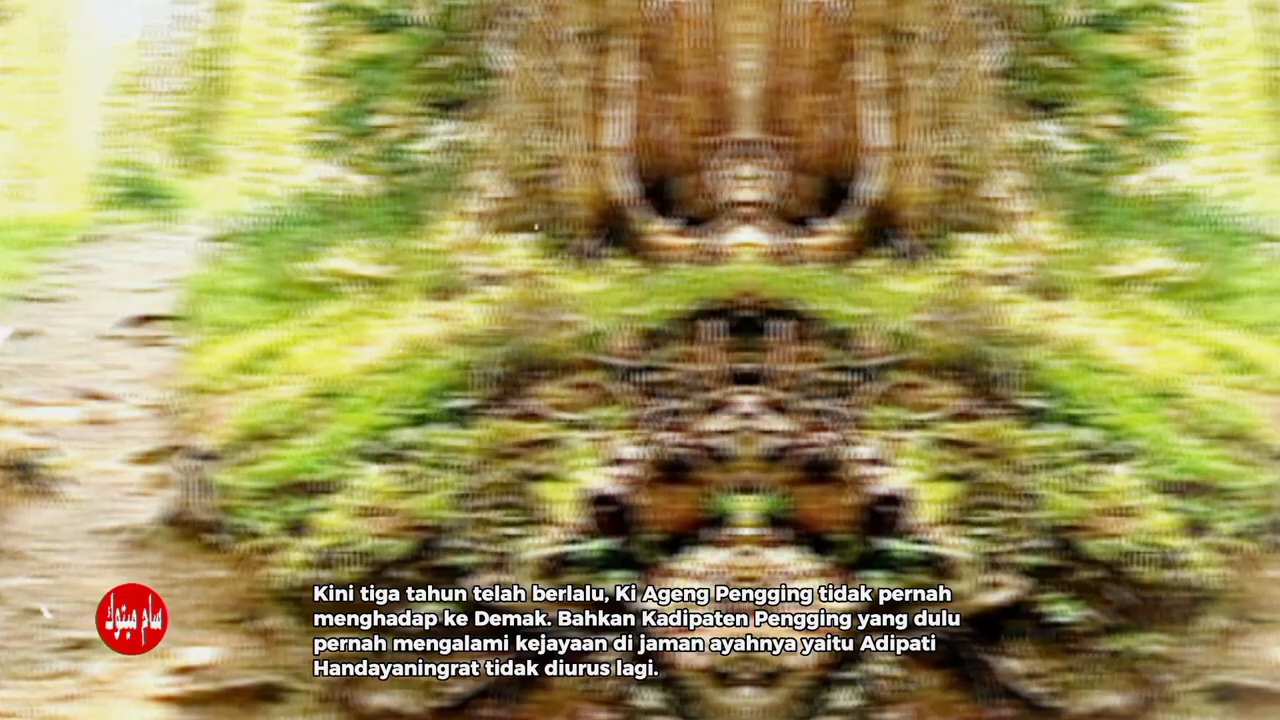 سام ميتوك
Kini tiga tahun telah berlalu, Ki Ageng Pengging tidak pernah
menghadap ke Demak. Bahkan Kadipaten Pengging yang dulu
pernah mengalami kejayaan di jaman ayahnya yaitu Adipati
Handayaningrat tidak diurus lagi.